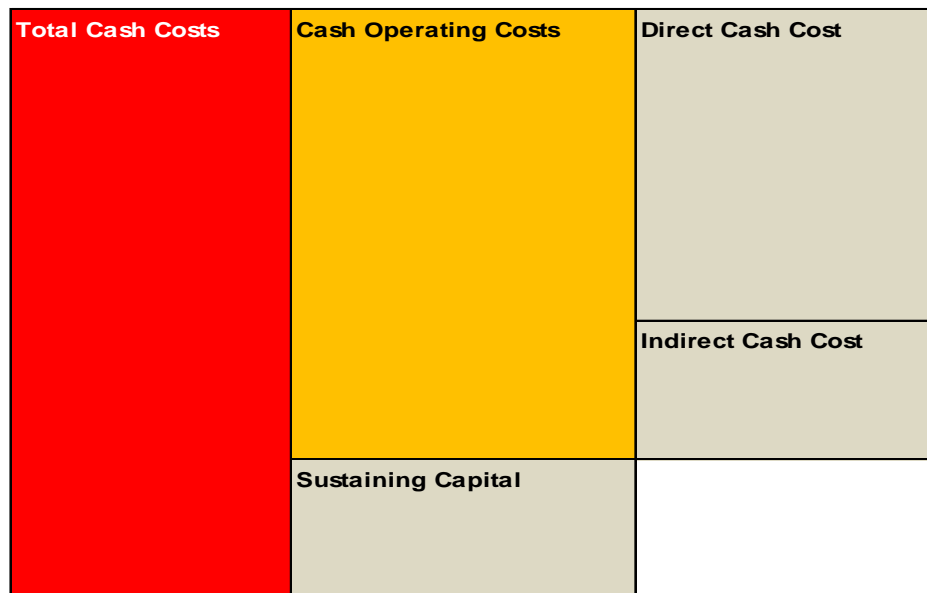 Total Cash Costs
Cash Operating Costs
Direct Cash Cost
Indirect Cash Cost
Sustaining Capital